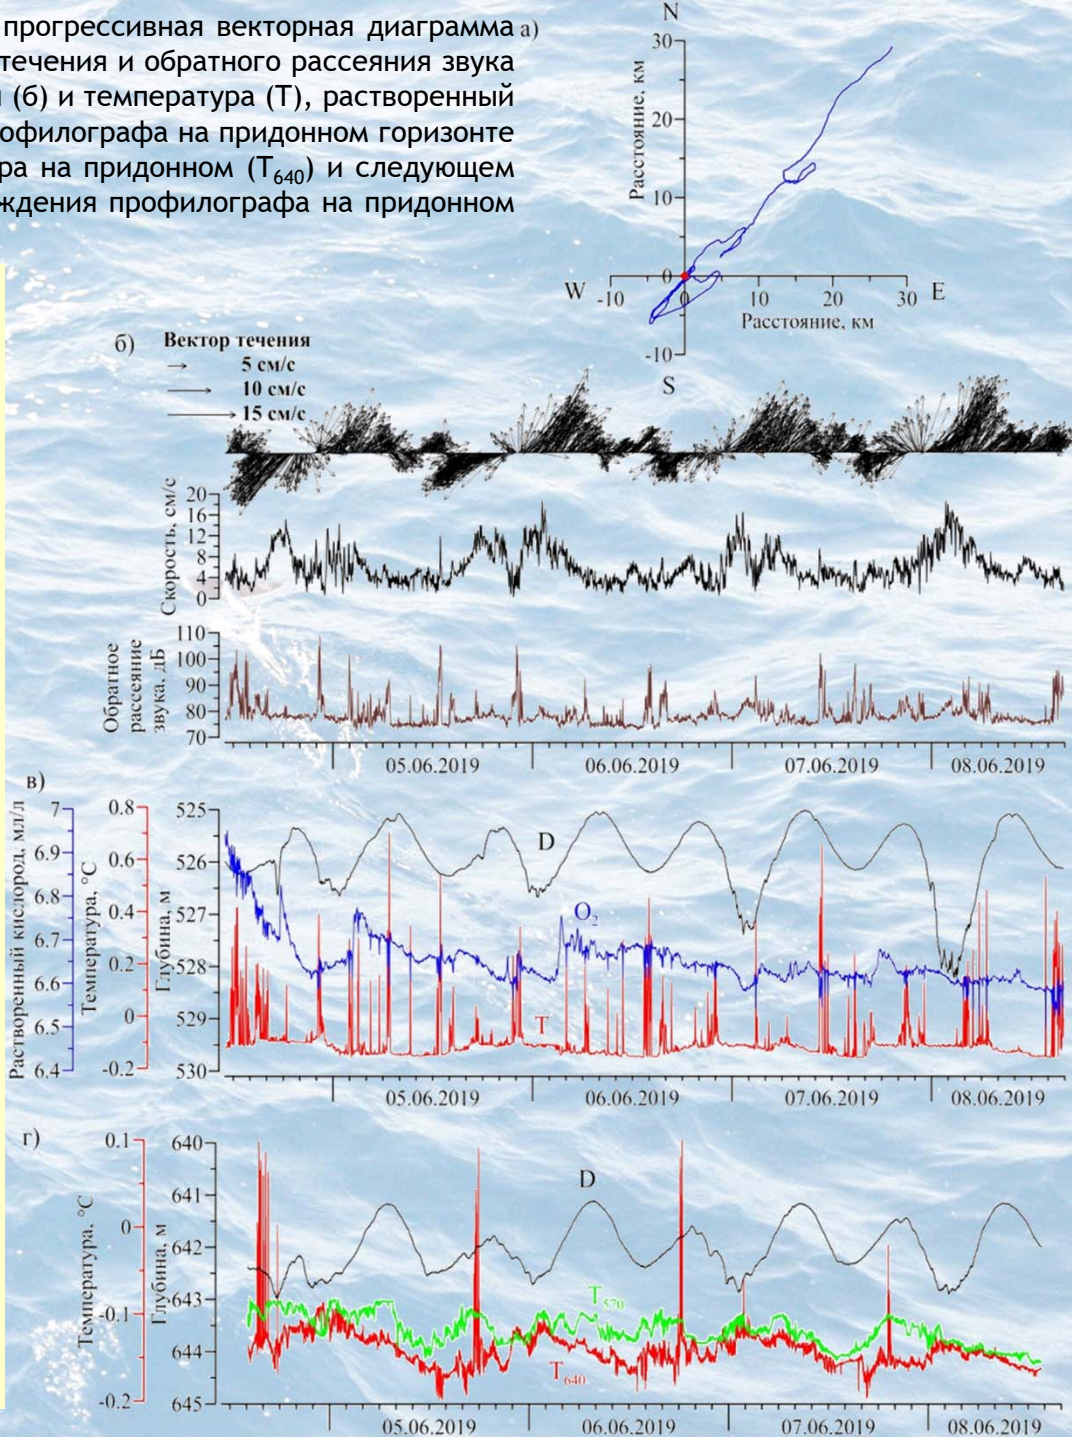 прогрессивная векторная диаграмма
течения и обратного рассеяния звука
(б) и температура (Т), растворенный
профилографа на придонном горизонте
на придонном (Т640) и следующем
профилографа на придонном
а)
N
30
20
10
0
-10
Расстояние, км
W
-10
0
10
20
30
E
Расстояние, км
S
б)
Вектор течения
5 см/с
10 см/с
15 см/с
20
16
12
8
4
0
Скорость, см/с
110
100
90
80
70
Обратное
рассеяние
звука, дБ
05.06.2019
06.06.2019
07.06.2019
08.06.2019
в)
Растворенный кислород, мл/л
7
6.9
6.8
6.7
6.6
6.5
6.4
Температура, °С
0.8
0.6
0.4
0.2
0
-0.2
Глубина, м
525
526
527
528
529
530
D
O2
T
05.06.2019
06.06.2019
07.06.2019
08.06.2019
г)
Температура, °С
0.1
0
-0.1
-0.2
Глубина, м
640
641
642
643
644
645
D
T570
T640
05.06.2019
06.06.2019
07.06.2019
08.06.2019